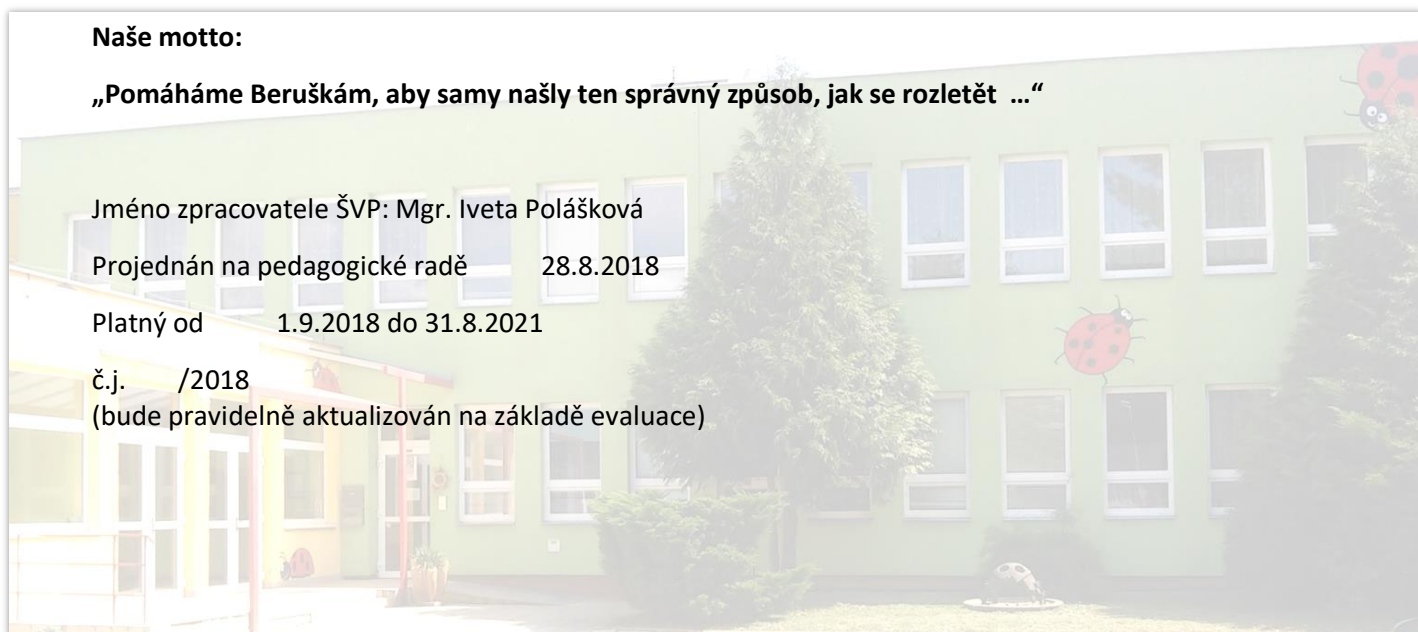 Naše motto:
„Pomáháme Beruškám, aby samy našly ten správný způsob, jak se rozletět ...“
Jméno zpracovatele ŠVP: Mgr. Iveta Polášková
Projednán na pedagogické radě 28.8.2018
Platný od 1.9.2018 do 31.8.2021
č.j. /2018
(bude pravidelně aktualizován na základě evaluace)